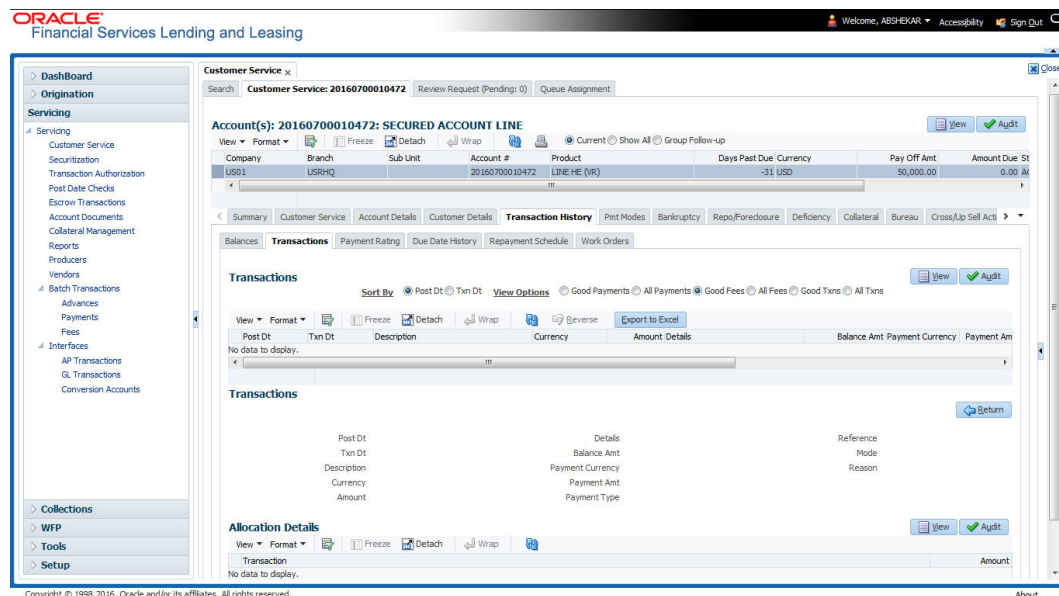 ORACLE
Financial Services Lending and Leasing
Welcome, ABSHEKAR Accessibility Sign Out
Close
DashBoard
Origination
Servicing
Servicing
Customer Service
Securitization
Transaction Authorization
Post Date Checks
Escrow Transactions
Account Documents
Collateral Management
Reports
Producers
Vendors
Batch Transactions
Advances
Payments
Fees
Interfaces
AP Transactions
GL Transactions
Conversion Accounts
Collections
WFP
Tools
Setup
Customer Service x
Search Customer Service: 20160700010472 Review Request (Pending: 0) Queue Assignment
Account(s): 20160700010472: SECURED ACCOUNT LINE
View Audit
View Format Freeze Detach Wrap Current Show All Group Follow-up
Company Branch Sub Unit Account # Product Days Past Due Currency Pay Off Amt Amount Due St
US01 USRHQ 20160700010472 LINE HE (VR) -31 USD 50,000.00 0.00 AC
Summary Customer Service Account Details Customer Details Transaction History Pmt Modes Bankruptcy Repo/Foreclosure Deficiency Collateral Bureau Cross/Up Sell Acti
Balances Transactions Payment Rating Due Date History Repayment Schedule Work Orders
Transactions
View Audit
Sort By Post Dt Txn Dt View Options Good Payments All Payments Good Fees All Fees Good Txns All Txns
View Format Freeze Detach Wrap Reverse Export to Excel
Post Dt Txn Dt Description Currency Amount Details Balance Amt Payment Currency Payment Am
No data to display.
Transactions
Return
Post Dt Details Reference
Txn Dt Balance Amt Mode
Description Payment Currency Reason
Currency Payment Amt
Amount Payment Type
Allocation Details
View Audit
View Format Freeze Detach Wrap
Transaction Amount
No data to display.
Copyright © 1998, 2016, Oracle and/or its affiliates. All rights reserved.
About